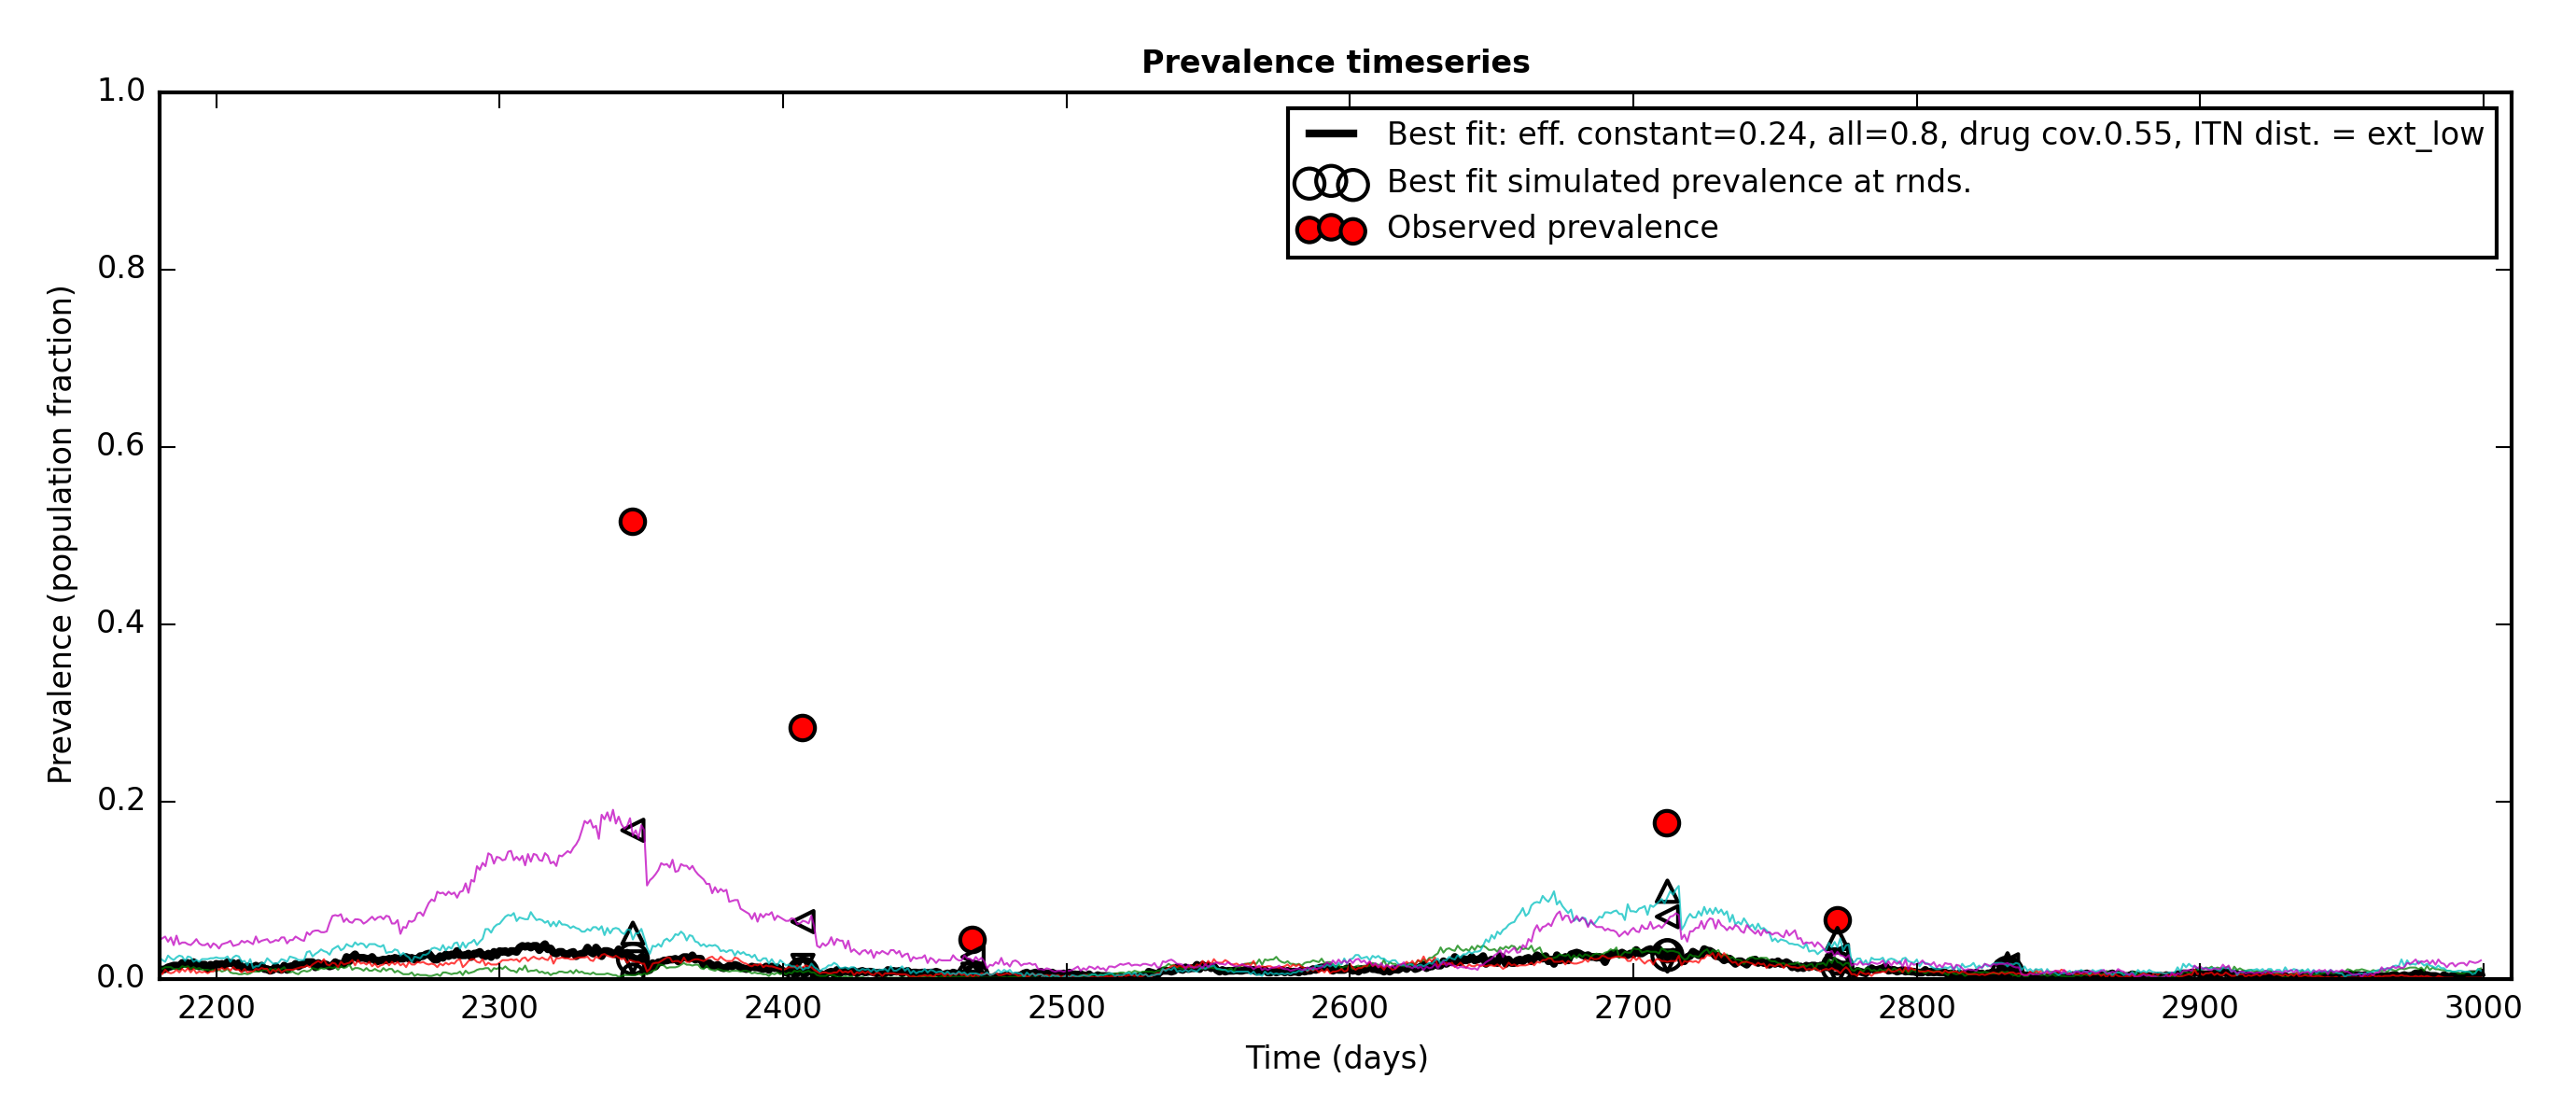 Prevalence timeseries
1.0
0.8
0.6
0.4
0.2
0.0
Prevalence (population fraction)
Best fit: eff. constant=0.24, all=0.8, drug cov.0.55, ITN dist. = ext_low
Best fit simulated prevalence at rnds.
Observed prevalence
2200 2300 2400 2500 2600 2700 2800 2900 3000
Time (days)